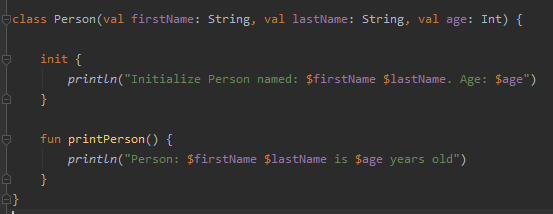 class Person(val firstName: String, val lastName: String, val age: Int) {
init {
println("Initialize Person named: $firstName $lastName. Age: $age")
}
fun printPerson() {
println("Person: $firstName $lastName is $age years old")
}
}